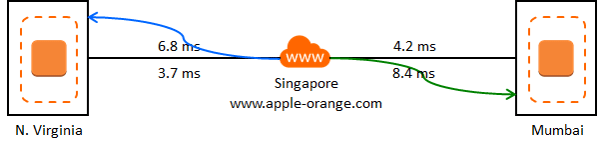 6.8 ms
4.2 ms
WWW
3.7 ms
8.4 ms
Singapore
www.apple-orange.com
N. Virginia
Mumbai